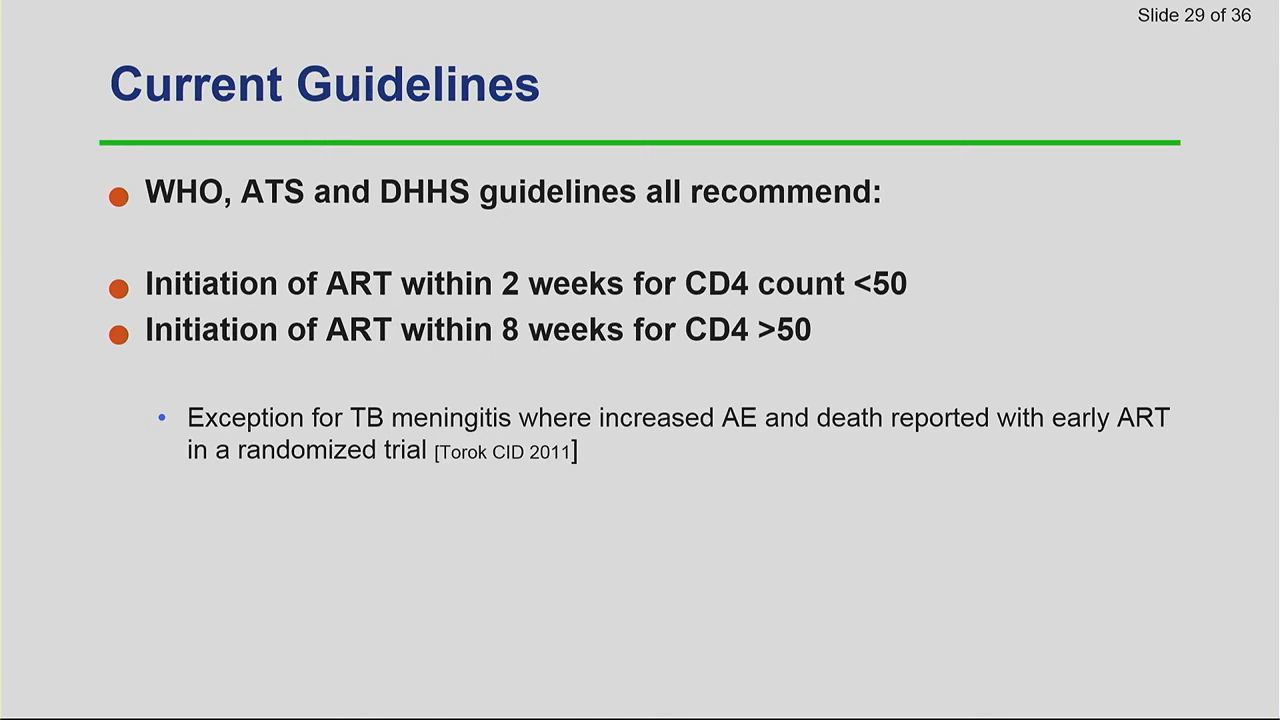 Slide 29 of 36
Current Guidelines
WHO, ATS and DHHS guidelines all recommend:
Initiation of ART within 2 weeks for CD4 count <50
Initiation of ART within 8 weeks for CD4 >50
Exception for TB meningitis where increased AE and death reported with early ART
in a randomized trial [Torok CID 2011]